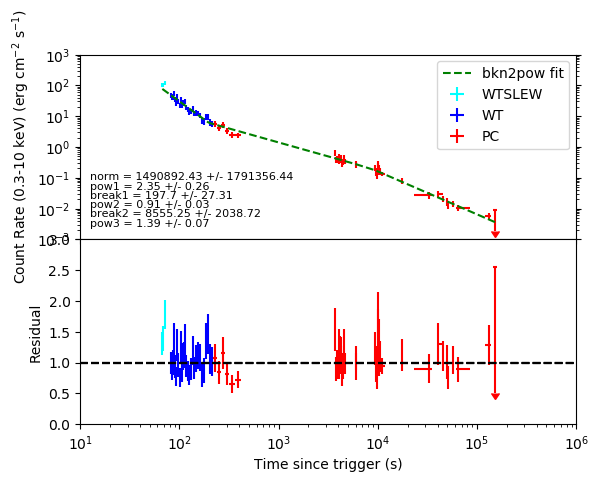 Count Rate (0.3-10 keV) (erg cm⁻² s⁻¹)
10³
10²
10¹
10⁰
10⁻¹
10⁻²
10⁻³
bkn2pow fit
WTSLEW
WT
PC
norm = 1490892.43 +/- 1791356.44
pow1 = 2.35 +/- 0.26
break1 = 197.7 +/- 27.31
pow2 = 0.91 +/- 0.03
break2 = 8555.25 +/- 2038.72
pow3 = 1.39 +/- 0.07
Residual
3.0
2.5
2.0
1.5
1.0
0.5
0.0
10¹ 10² 10³ 10⁴ 10⁵ 10⁶
Time since trigger (s)